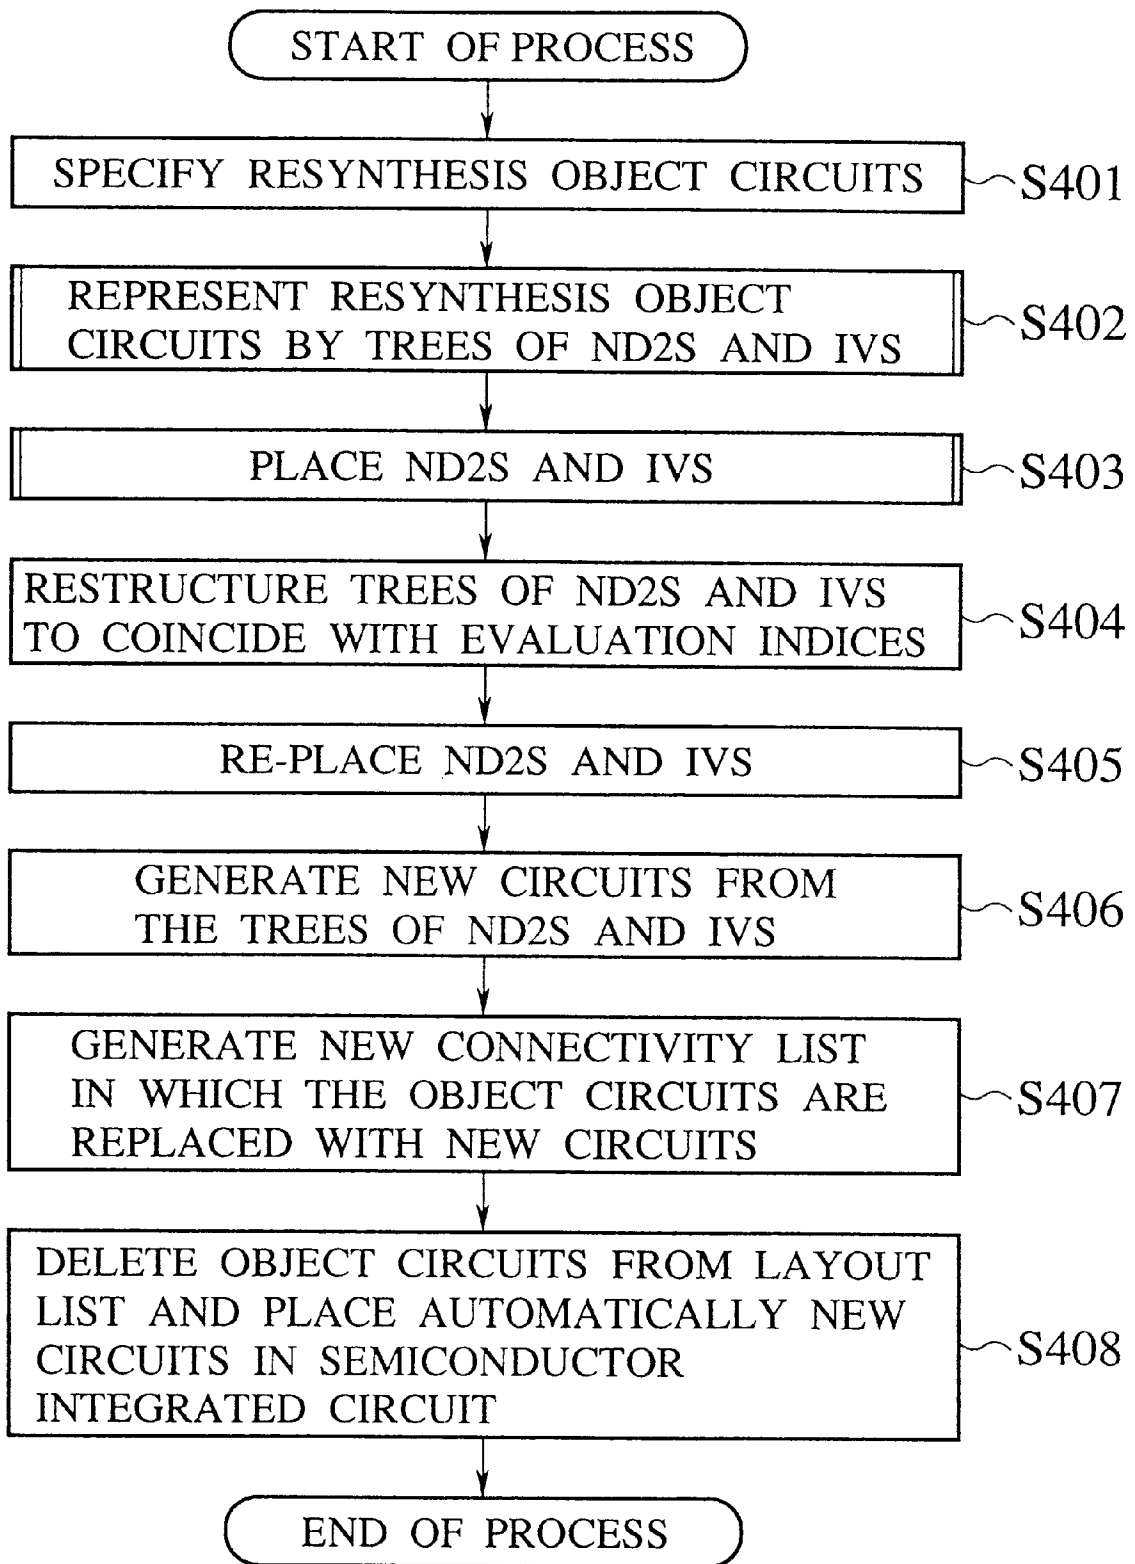 START OF PROCESS
SPECIFY RESYNTHESIS OBJECT CIRCUITS
S401
REPRESENT RESYNTHESIS OBJECT
CIRCUITS BY TREES OF ND2S AND IVS
S402
PLACE ND2S AND IVS
S403
RESTRUCTURE TREES OF ND2S AND IVS
TO COINCIDE WITH EVALUATION INDICES
S404
RE-PLACE ND2S AND IVS
S405
GENERATE NEW CIRCUITS FROM
THE TREES OF ND2S AND IVS
S406
GENERATE NEW CONNECTIVITY LIST
IN WHICH THE OBJECT CIRCUITS ARE
REPLACED WITH NEW CIRCUITS
S407
DELETE OBJECT CIRCUITS FROM LAYOUT
LIST AND PLACE AUTOMATICALLY NEW
CIRCUITS IN SEMICONDUCTOR
INTEGRATED CIRCUIT
S408
END OF PROCESS